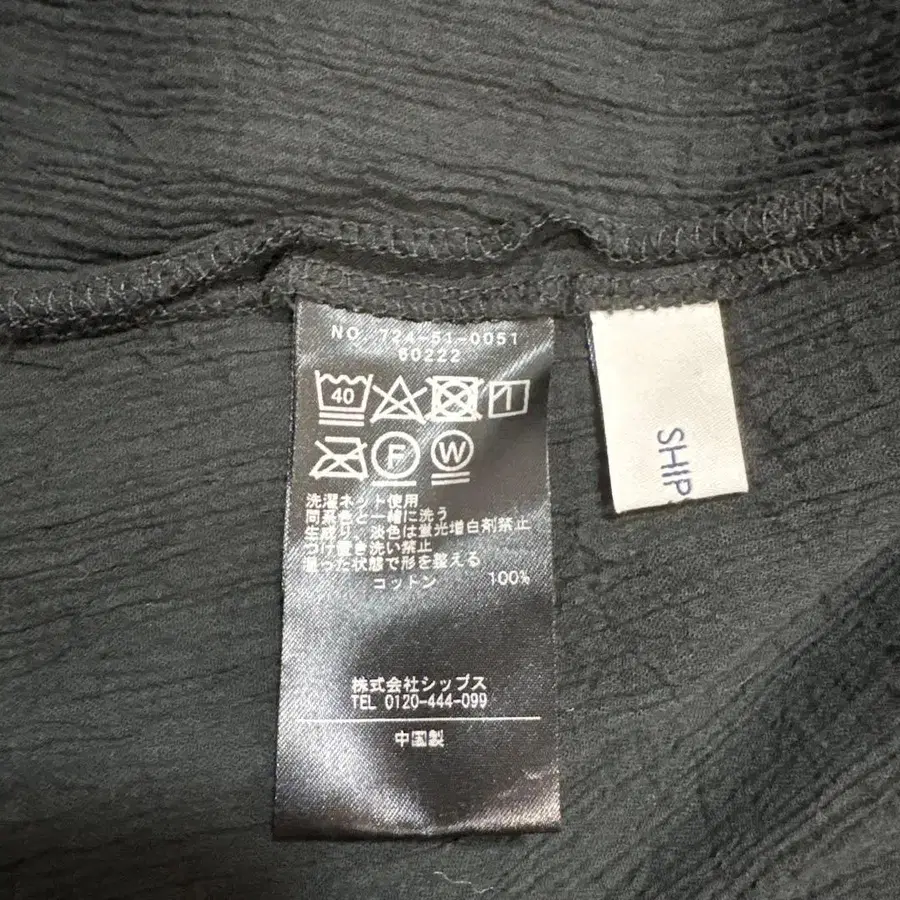 NO. 724-51-0051
60222
40
F W
洗濯ネット使用
同系色と一緒に洗う
生成り、淡色は蛍光増白剤禁止
つけ置き洗い禁止
湿った状態で形を整える
コットン 100%
株式会社シップス
TEL 0120-444-099
中国製
SHIP